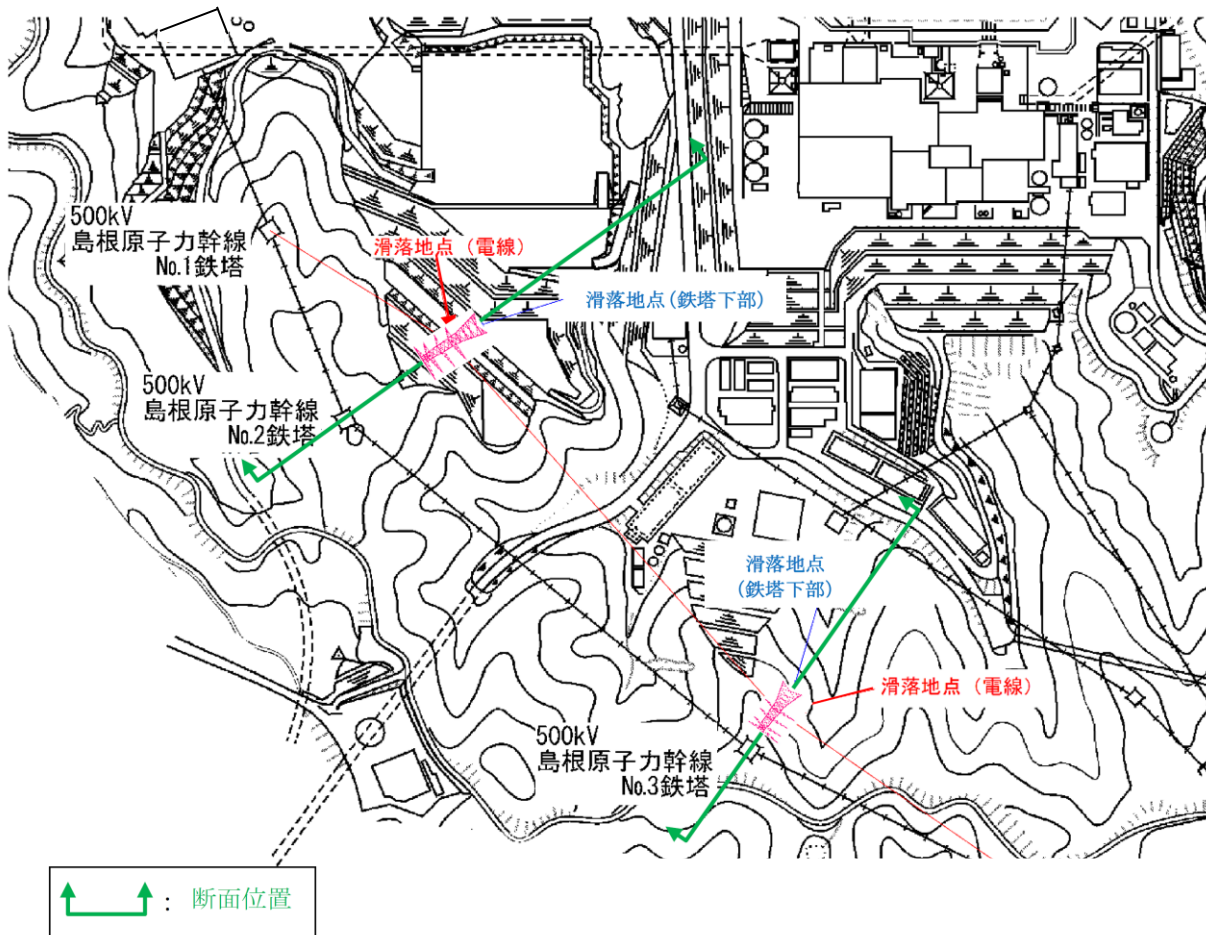 500kV
島根原子力幹線
No.1鉄塔
滑落地点（電線）
滑落地点(鉄塔下部)
500kV
島根原子力幹線
No.2鉄塔
滑落地点
(鉄塔下部)
滑落地点（電線）
500kV
島根原子力幹線
No.3鉄塔
：断面位置